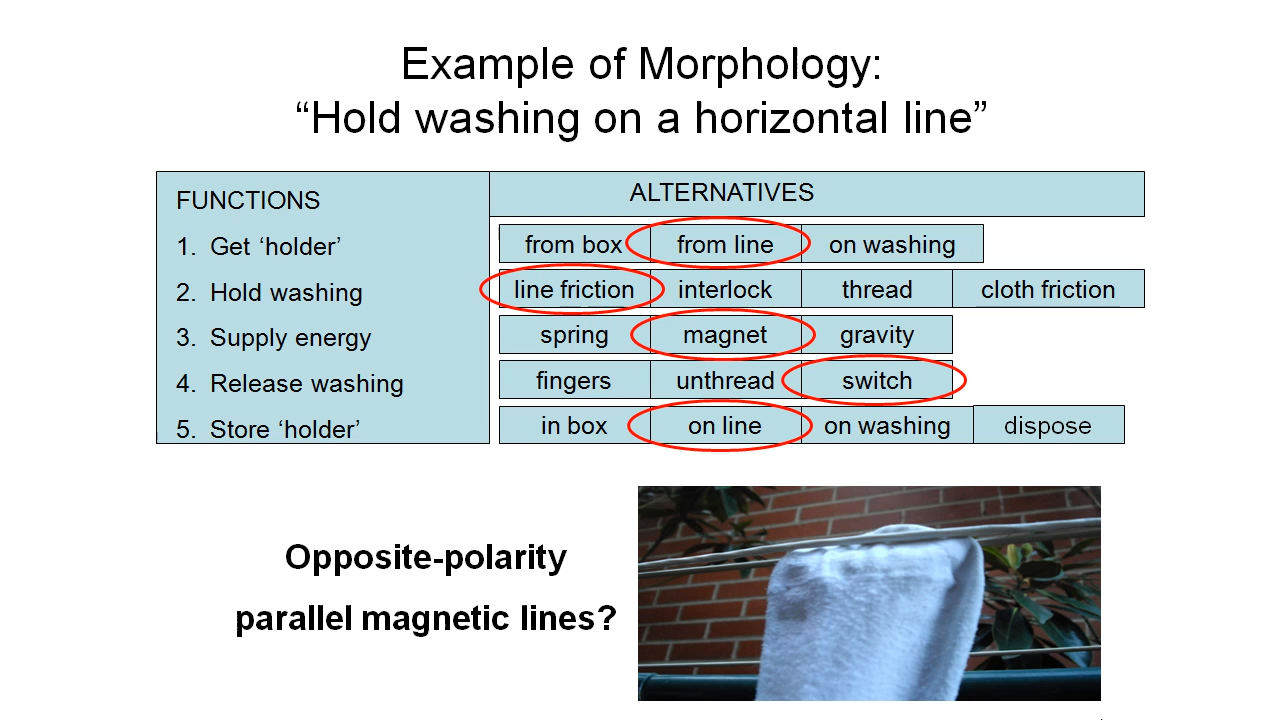 Example of Morphology:
“Hold washing on a horizontal line”
FUNCTIONS
ALTERNATIVES
1. Get ‘holder’
from box
from line
on washing
2. Hold washing
line friction
interlock
thread
cloth friction
3. Supply energy
spring
magnet
gravity
4. Release washing
fingers
unthread
switch
5. Store ‘holder’
in box
on line
on washing
dispose
Opposite-polarity
parallel magnetic lines?